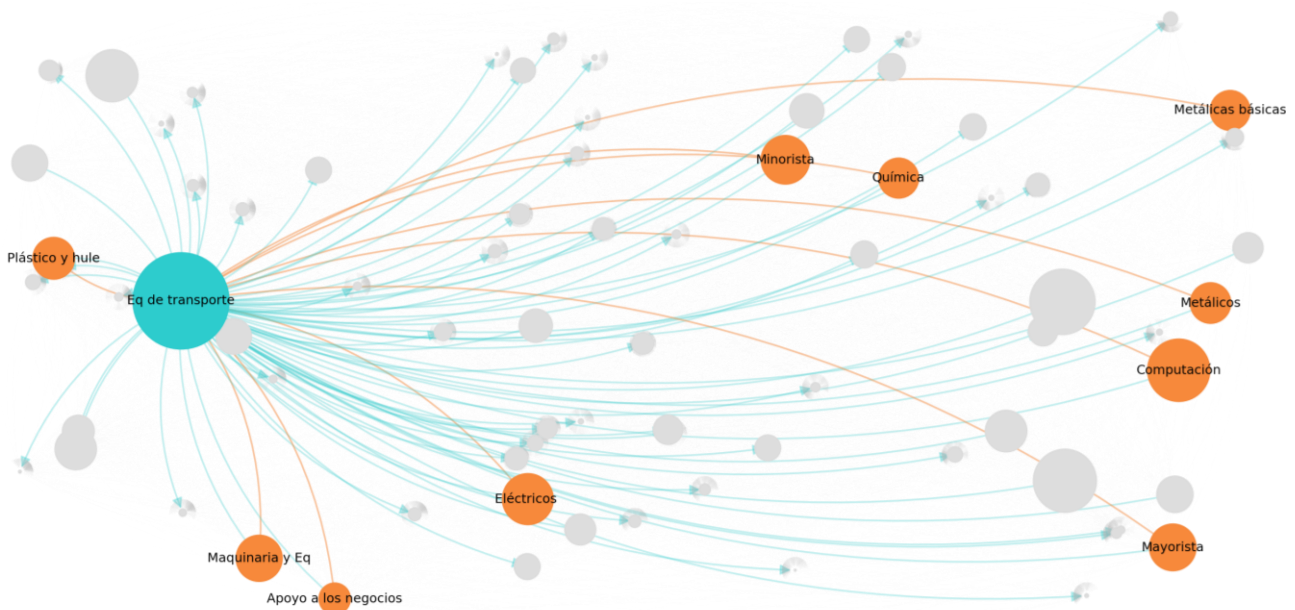 Metálicas básicas
Minorista
Química
Plástico y hule
Eq de transporte
Metálicos
Computación
Eléctricos
Mayorista
Maquinaria y Eq
Apoyo a los negocios